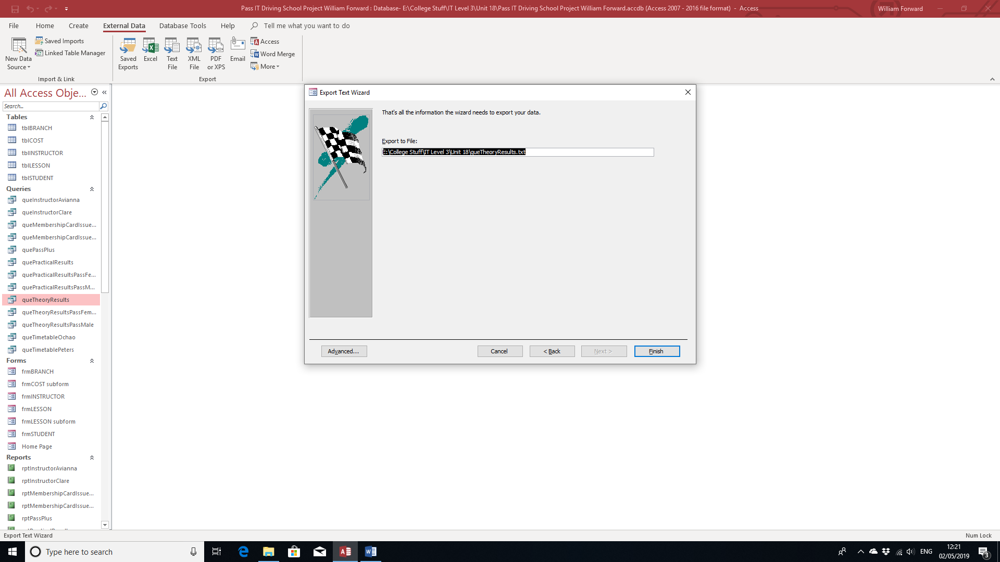 Pass IT Driving School Project William Forward : Database- E:\College Stuff\IT Level 3\Unit 18\Pass IT Driving School Project William Forward.accdb (Access 2007 - 2016 file format) - Access
William Forward
File
Home
Create
External Data
Database Tools
Help
Tell me what you want to do
New Data Source
Saved Imports
Linked Table Manager
Import & Link
Saved Exports
Excel
Text File
XML File
PDF or XPS
Email
Access
Word Merge
More
Export
All Access Obje...
Search...
Tables
tblBRANCH
tblCOST
tblINSTRUCTOR
tblLESSON
tblSTUDENT
Queries
queInstructorAvianna
queInstructorClare
queMembershipCardIssue...
queMembershipCardIssue...
quePassPlus
quePracticalResults
quePracticalResultsPassFe...
quePracticalResultsPassM...
queTheoryResults
queTheoryResultsPassFem...
queTheoryResultsPassMale
queTimetableOchao
queTimetablePeters
Forms
frmBRANCH
frmCOST subform
frmINSTRUCTOR
frmLESSON
frmLESSON subform
frmSTUDENT
Home Page
Reports
rptInstructorAvianna
rptInstructorClare
rptMembershipCardIssue...
rptMembershipCardIssue...
rptPassPlus
Export Text Wizard
That's all the information the wizard needs to export your data.
Export to File:
E:\College Stuff\IT Level 3\Unit 18\queTheoryResults.txt
Advanced...
Cancel
< Back
Next >
Finish
Export Text Wizard
Num Lock
Type here to search
ENG
12:21
02/05/2019
3